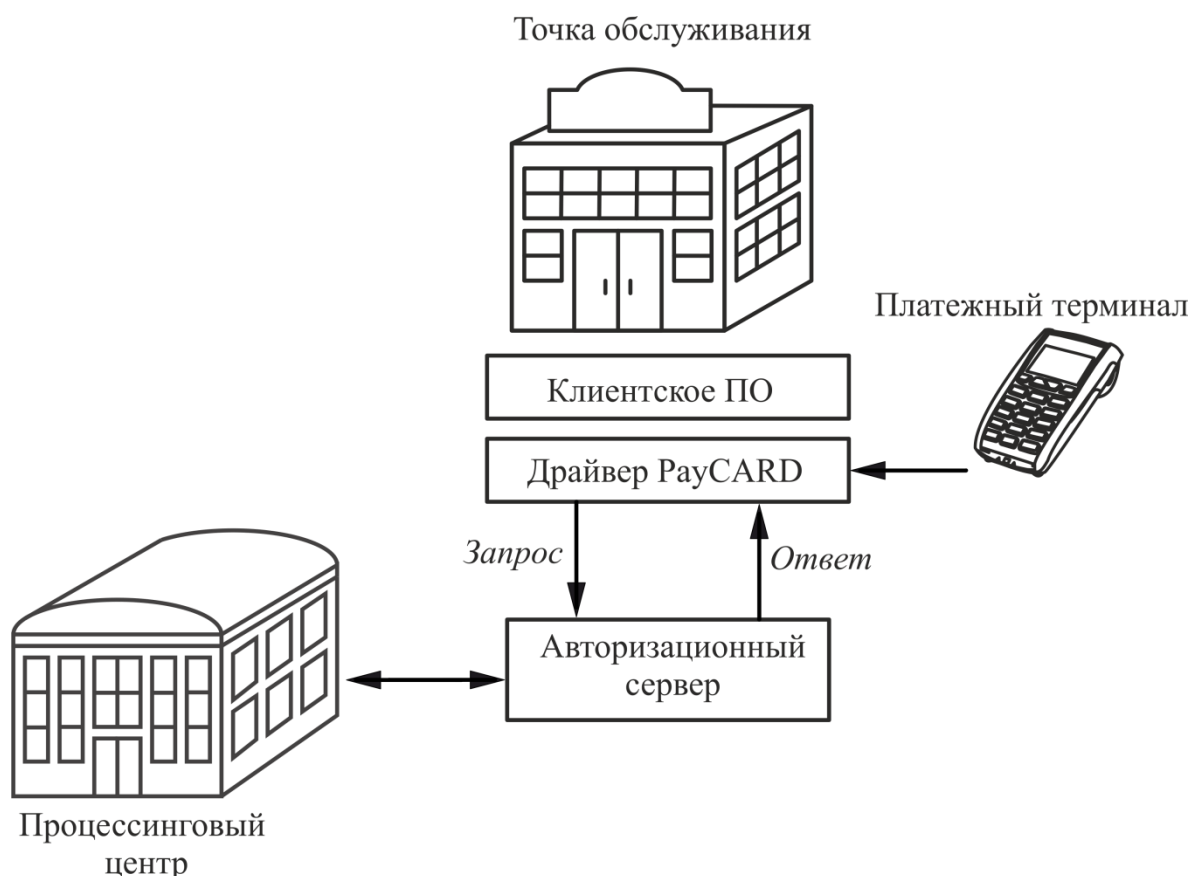 Точка обслуживания
Платежный терминал
Клиентское ПО
Драйвер PayCARD
Запрос
Ответ
Авторизационный
сервер
Процессинговый
центр